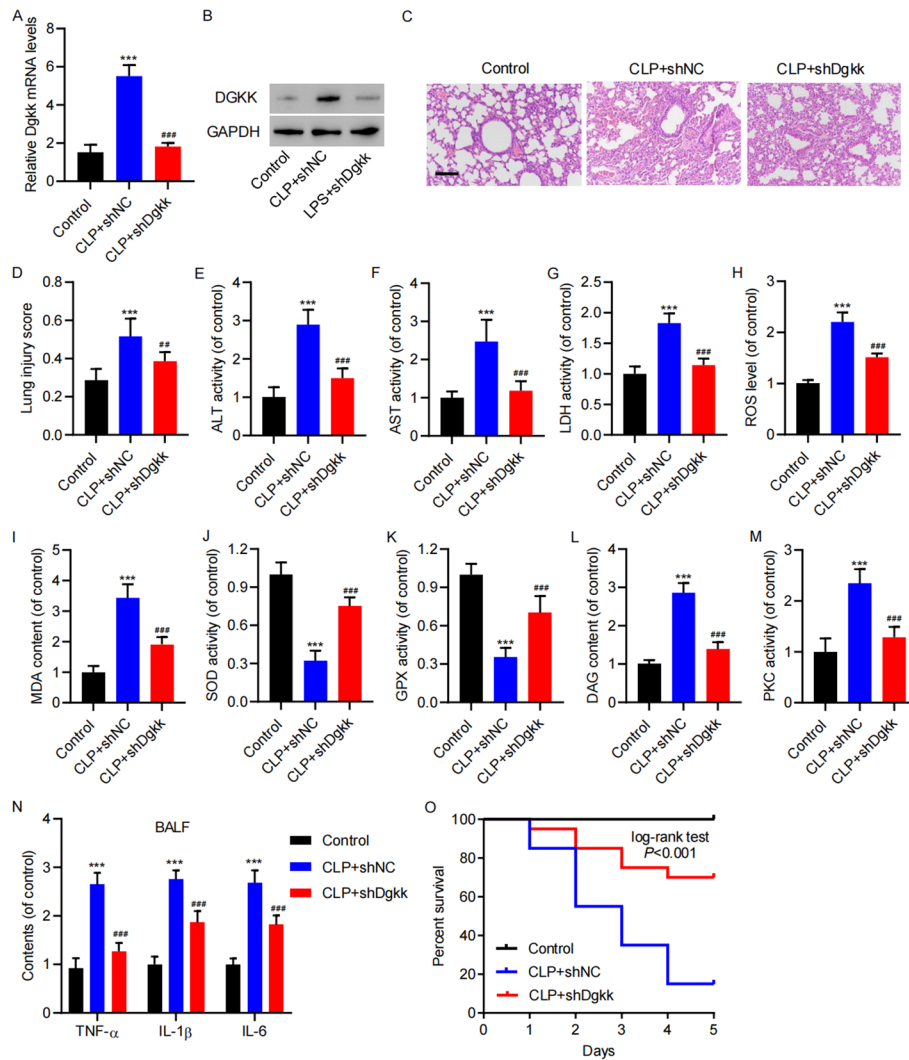 A
Relative Dgkk mRNA levels
8
6
4
2
0
***
###
Control
CLP+shNC
CLP+shDgkk
B
DGKK
GAPDH
Control
CLP+shNC
LPS+shDgkk
C
Control
CLP+shNC
CLP+shDgkk
D
Lung injury score
0.8
0.6
0.4
0.2
0.0
***
##
Control
CLP+shNC
CLP+shDgkk
E
ALT activity (of control)
4
3
2
1
0
***
###
Control
CLP+shNC
CLP+shDgkk
F
AST activity (of control)
4
3
2
1
0
***
###
Control
CLP+shNC
CLP+shDgkk
G
LDH activity (of control)
2.5
2.0
1.5
1.0
0.5
0.0
***
###
Control
CLP+shNC
CLP+shDgkk
H
ROS level (of control)
3
2
1
0
***
###
Control
CLP+shNC
CLP+shDgkk
I
MDA content (of control)
5
4
3
2
1
0
***
###
Control
CLP+shNC
CLP+shDgkk
J
SOD activity (of control)
1.2
0.9
0.6
0.3
0.0
***
###
Control
CLP+shNC
CLP+shDgkk
K
GPX activity (of control)
1.2
0.9
0.6
0.3
0.0
***
###
Control
CLP+shNC
CLP+shDgkk
L
DAG content (of control)
4
3
2
1
0
***
###
Control
CLP+shNC
CLP+shDgkk
M
PKC activity (of control)
3
2
1
0
***
###
Control
CLP+shNC
CLP+shDgkk
N
BALF
Contents (of control)
4
3
2
1
0
***
###
***
###
***
###
TNF-α
IL-1β
IL-6
Control
CLP+shNC
CLP+shDgkk
O
Percent survival
100
80
60
40
20
0
log-rank test
P<0.001
Control
CLP+shNC
CLP+shDgkk
0 1 2 3 4 5
Days